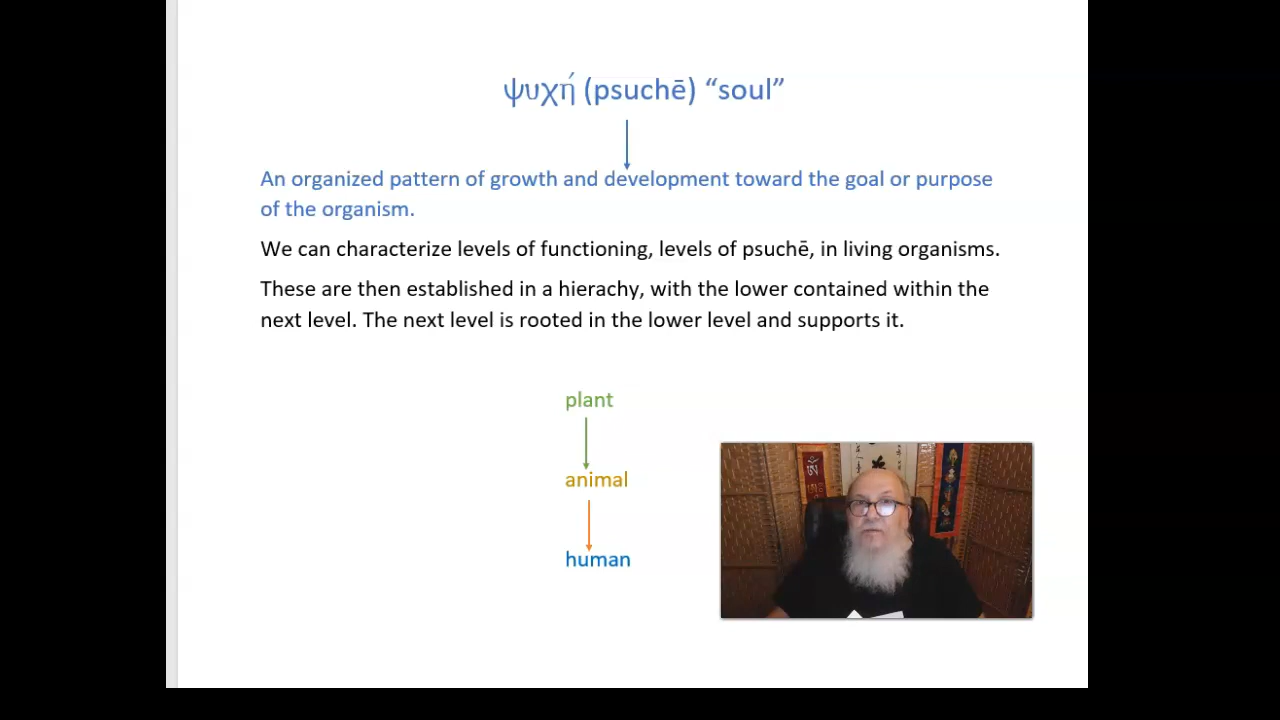 ψυχή (psuchē) “soul”
An organized pattern of growth and development toward the goal or purpose
of the organism.
We can characterize levels of functioning, levels of psuchē, in living organisms.
These are then established in a hierachy, with the lower contained within the
next level. The next level is rooted in the lower level and supports it.
plant
animal
human